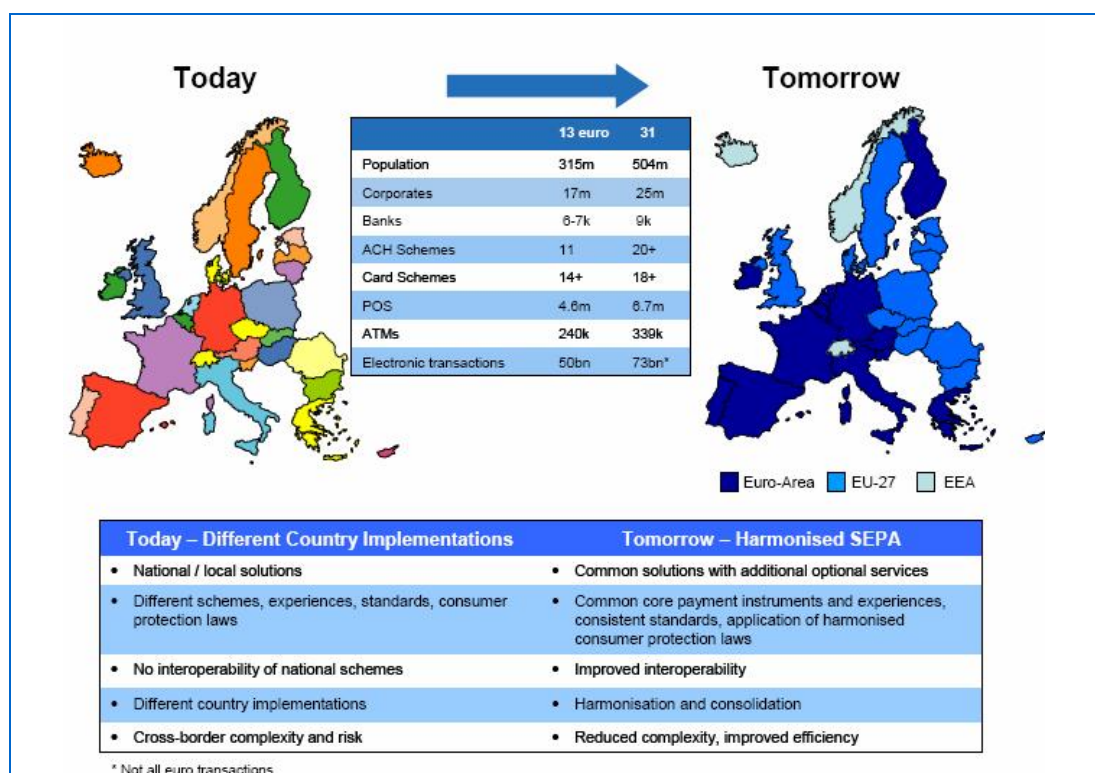 Today
Tomorrow
13 euro 31
Population 315m 504m
Corporates 17m 25m
Banks 6-7k 9k
ACH Schemes 11 20+
Card Schemes 14+ 18+
POS 4.6m 6.7m
ATMs 240k 339k
Electronic transactions 50bn 73bn*
Euro-Area EU-27 EEA
Today – Different Country Implementations Tomorrow – Harmonised SEPA
• National / local solutions • Common solutions with additional optional services
• Different schemes, experiences, standards, consumer
protection laws
• Common core payment instruments and experiences,
consistent standards, application of harmonised
consumer protection laws
• No interoperability of national schemes • Improved interoperability
• Different country implementations • Harmonisation and consolidation
• Cross-border complexity and risk • Reduced complexity, improved efficiency
* Not all euro transactions